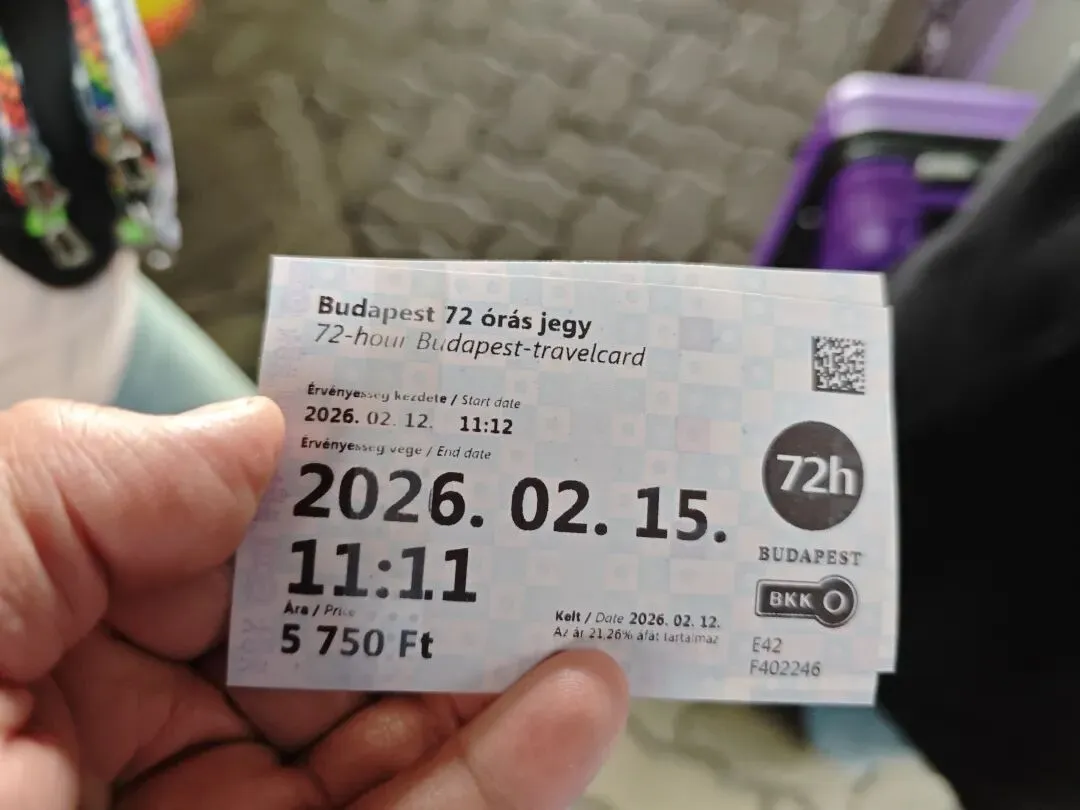 Budapest 72 órás jegy
72-hour Budapest-travelcard
Érvényesség kezdete / Start date
2026. 02. 12. 11:12
Érvényesség vége / End date
2026. 02. 15.
11:11
Ára / Price
5 750 Ft
Kelt / Date 2026. 02. 12.
Az ár 21,26% áfát tartalmaz
72h
BUDAPEST
BKK
E42
F402246